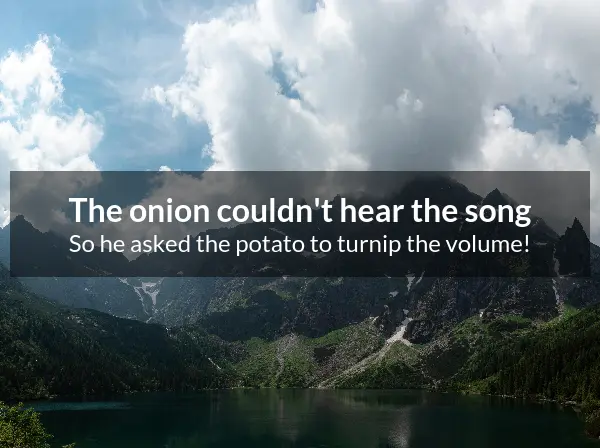 The onion couldn't hear the song
So he asked the potato to turnip the volume!